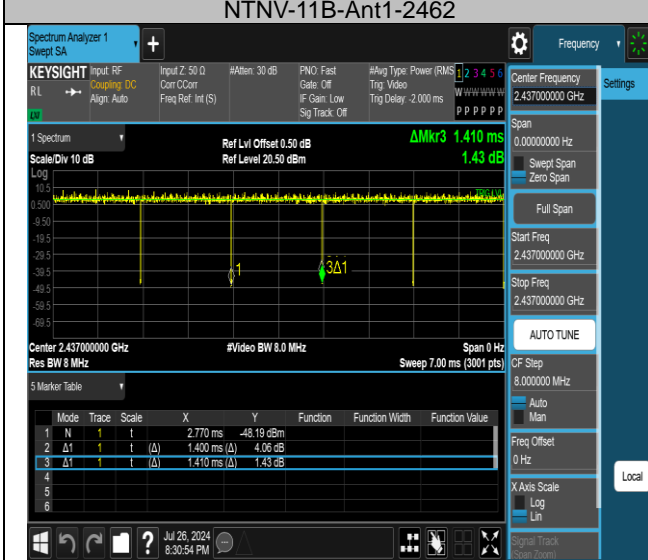 NTNV-11B-Ant1-2462
Spectrum Analyzer 1
Swept SA
Frequency
KEYSIGHT
RL
Input: RF
Coupling: DC
Align: Auto
Input Z: 50 Ω
Corr CCorr
Freq Ref: Int (S)
#Atten: 30 dB
PNO: Fast
Gate: Off
IF Gain: Low
Sig Track: Off
#Avg Type: Power (RMS
Trig: Video
Trig Delay: -2.000 ms
1 2 3 4 5 6
W W W W W W
P P P P P P
Center Frequency
2.437000000 GHz
Settings
Span
0.00000000 Hz
Swept Span
Zero Span
Full Span
Start Freq
2.437000000 GHz
Stop Freq
2.437000000 GHz
AUTO TUNE
CF Step
8.000000 MHz
Auto
Man
Freq Offset
0 Hz
X Axis Scale
Log
Lin
Signal Track
(Span Zoom)
Local
1 Spectrum
Scale/Div 10 dB
Ref Lvl Offset 0.50 dB
Ref Level 20.50 dBm
ΔMkr3 1.410 ms
1.43 dB
Log
10.5
0.500
-9.50
-19.5
-29.5
-39.5
-49.5
-59.5
-69.5
1
3Δ1
Center 2.437000000 GHz
Res BW 8 MHz
#Video BW 8.0 MHz
Span 0 Hz
Sweep 7.00 ms (3001 pts)
5 Marker Table
Mode Trace Scale X Y Function Function Width Function Value
1 N 1 t 2.770 ms -48.19 dBm
2 Δ1 1 t (Δ) 1.400 ms (Δ) 4.06 dB
3 Δ1 1 t (Δ) 1.410 ms (Δ) 1.43 dB
4
5
6
Jul 26, 2024
8:30:54 PM